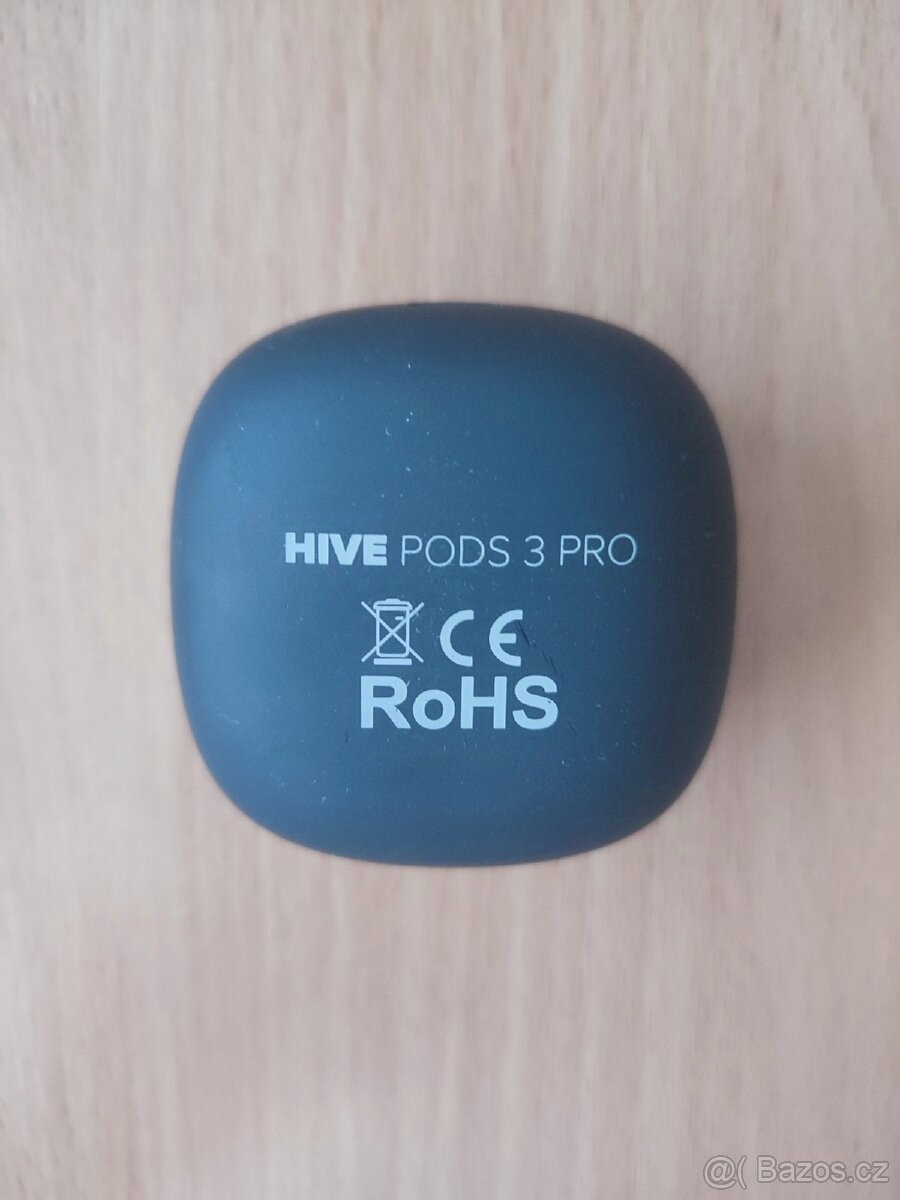 HIVE PODS 3 PRO
CE
RoHS
@( Bazos.cz